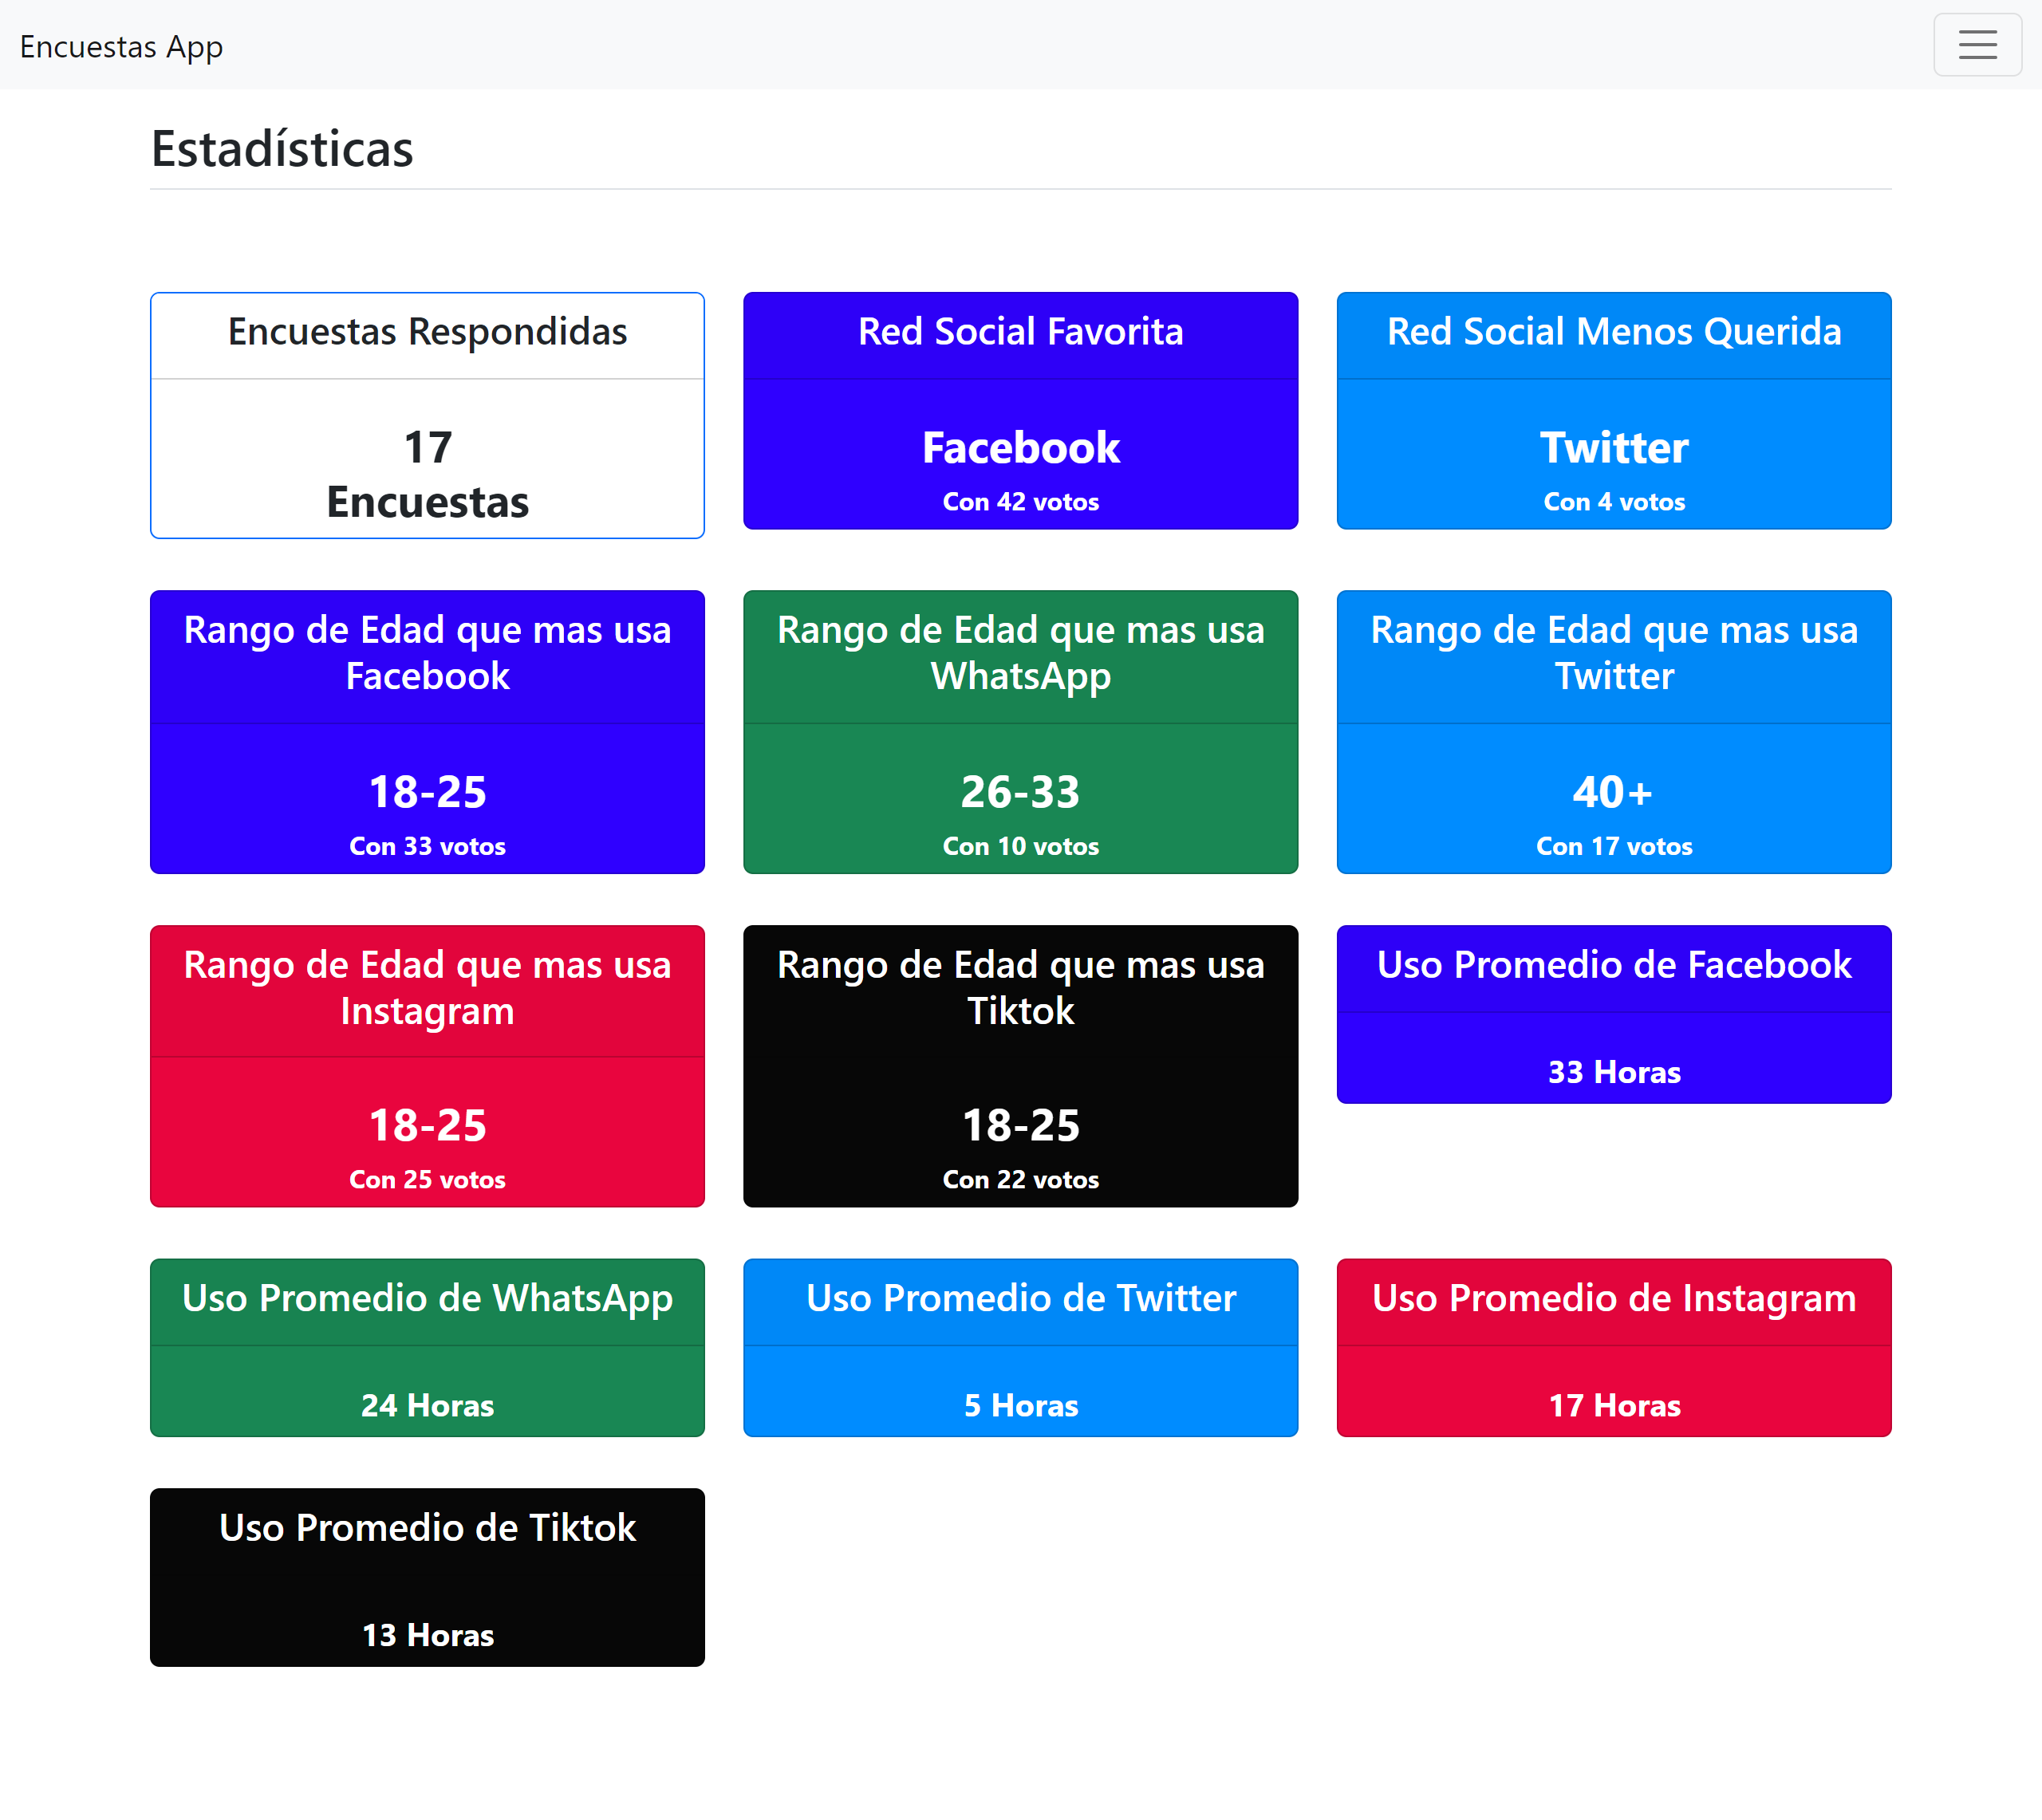 Encuestas App
Estadísticas
Encuestas Respondidas
17
Encuestas
Red Social Favorita
Facebook
Con 42 votos
Red Social Menos Querida
Twitter
Con 4 votos
Rango de Edad que mas usa
Facebook
18-25
Con 33 votos
Rango de Edad que mas usa
WhatsApp
26-33
Con 10 votos
Rango de Edad que mas usa
Twitter
40+
Con 17 votos
Rango de Edad que mas usa
Instagram
18-25
Con 25 votos
Rango de Edad que mas usa
Tiktok
18-25
Con 22 votos
Uso Promedio de Facebook
33 Horas
Uso Promedio de WhatsApp
24 Horas
Uso Promedio de Twitter
5 Horas
Uso Promedio de Instagram
17 Horas
Uso Promedio de Tiktok
13 Horas